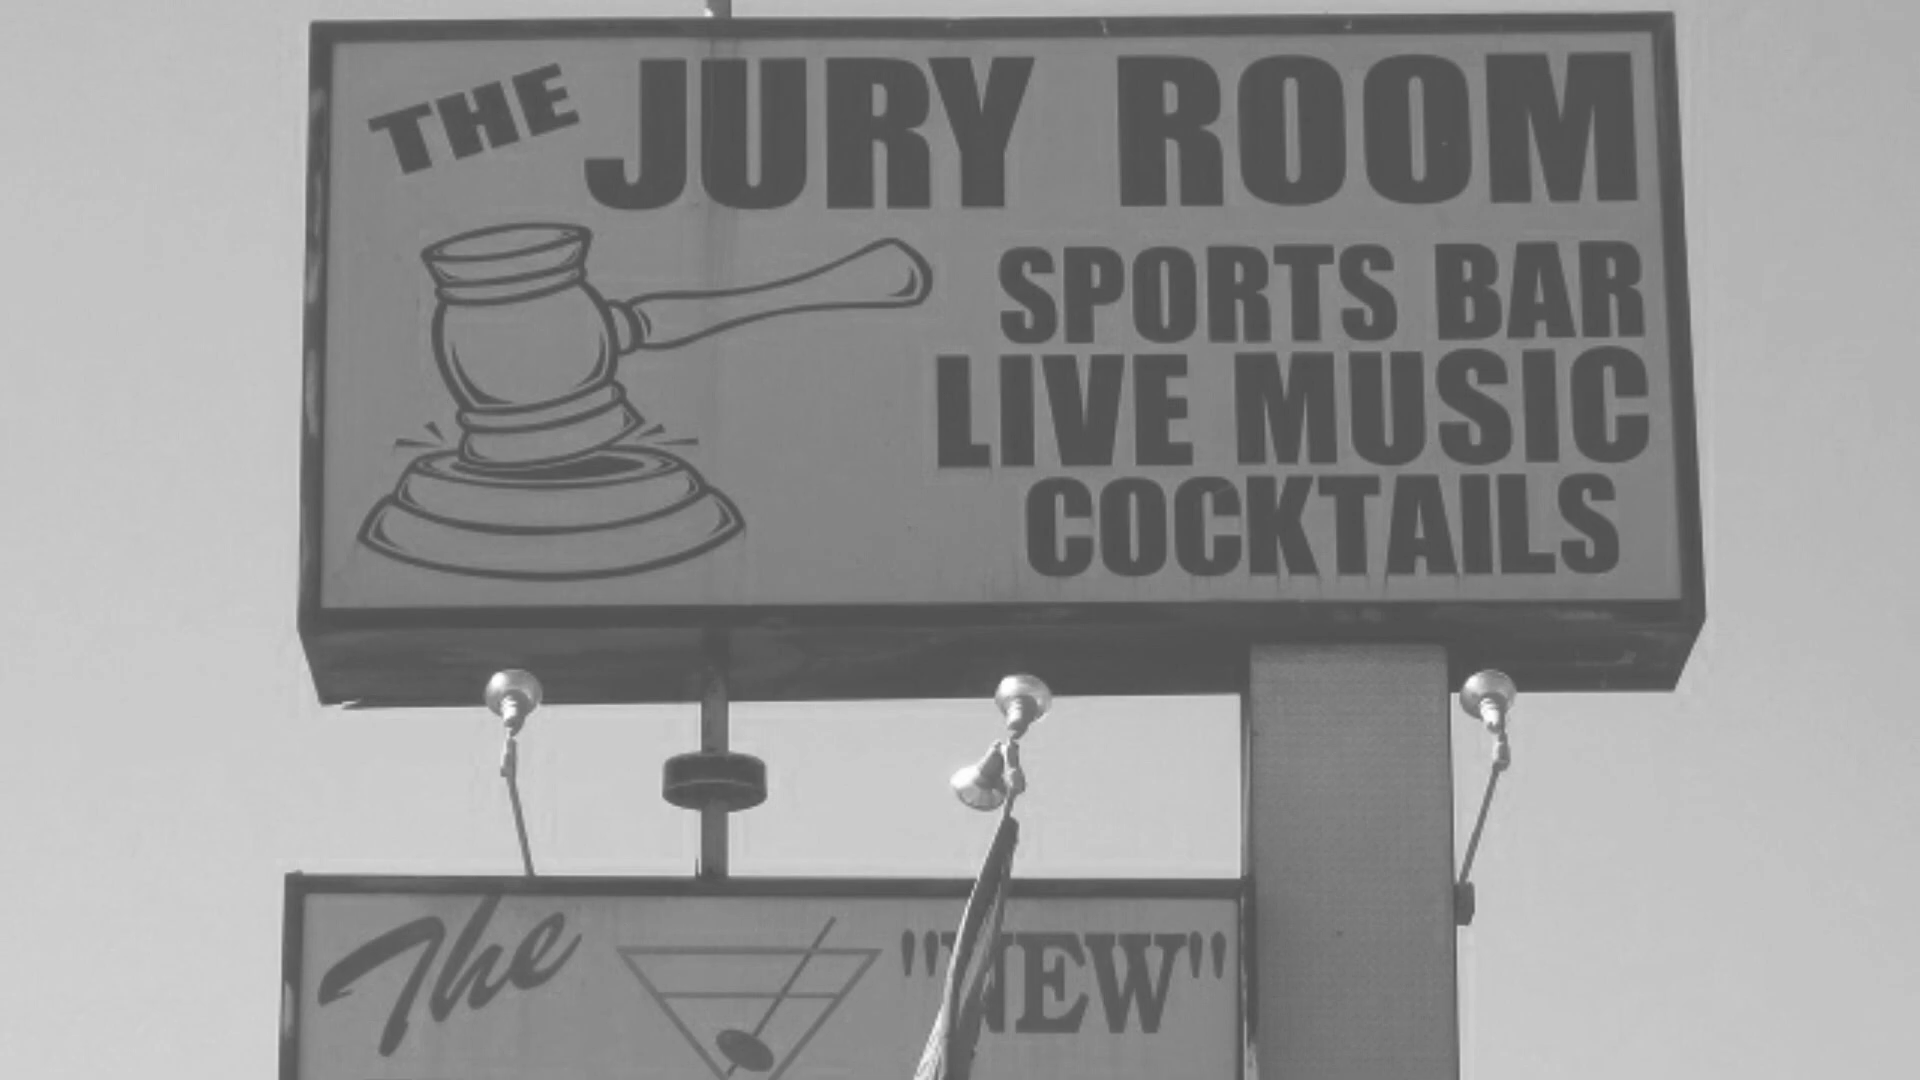 THE JURY ROOM
SPORTS BAR
LIVE MUSIC
COCKTAILS
The "NEW"